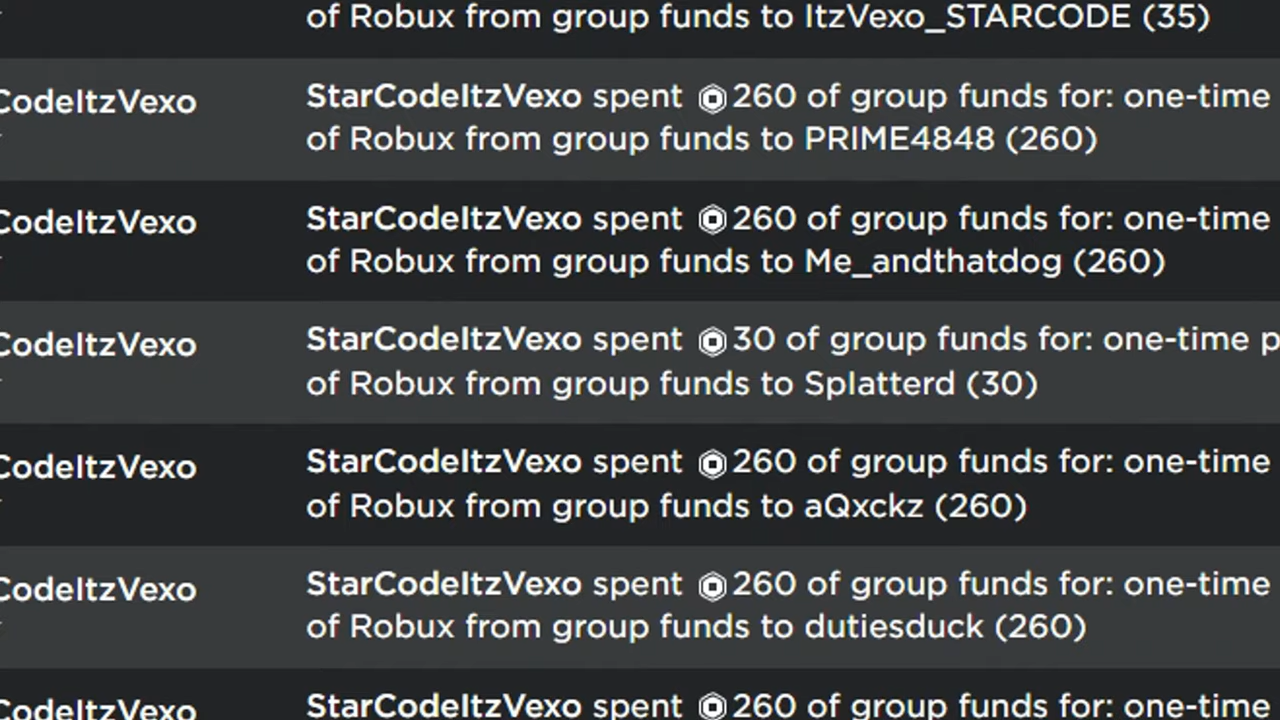 of Robux from group funds to ItzVexo_STARCODE (35)
CodeItzVexo
StarCodeItzVexo spent 260 of group funds for: one-time
of Robux from group funds to PRIME4848 (260)
CodeItzVexo
StarCodeItzVexo spent 260 of group funds for: one-time
of Robux from group funds to Me_andthatdog (260)
CodeItzVexo
StarCodeItzVexo spent 30 of group funds for: one-time p
of Robux from group funds to Splatterd (30)
CodeItzVexo
StarCodeItzVexo spent 260 of group funds for: one-time
of Robux from group funds to aQxckz (260)
CodeItzVexo
StarCodeItzVexo spent 260 of group funds for: one-time
of Robux from group funds to dutiesduck (260)
CodeItzVexo
StarCodeItzVexo spent 260 of group funds for: one-time